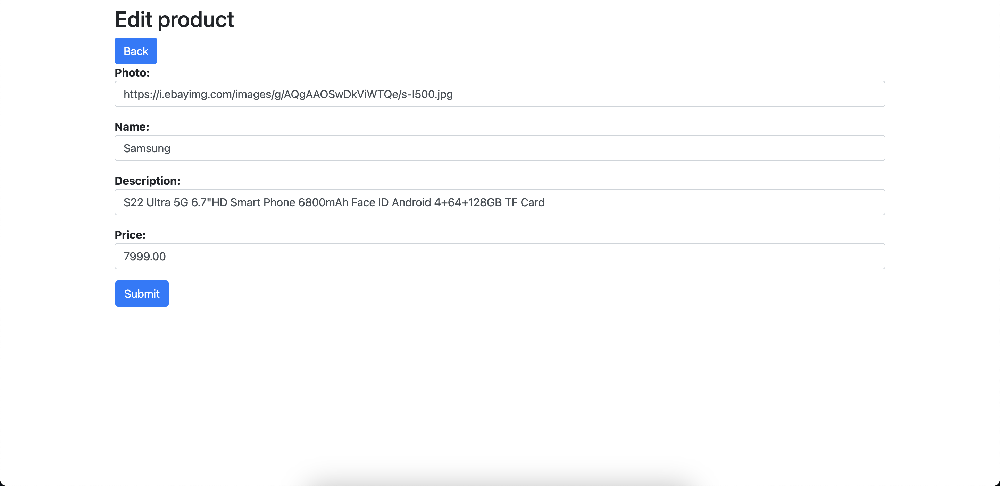 Edit product
Back
Photo:
https://i.ebayimg.com/images/g/AQgAAOSwDkViWTQe/s-l500.jpg
Name:
Samsung
Description:
S22 Ultra 5G 6.7"HD Smart Phone 6800mAh Face ID Android 4+64+128GB TF Card
Price:
7999.00
Submit